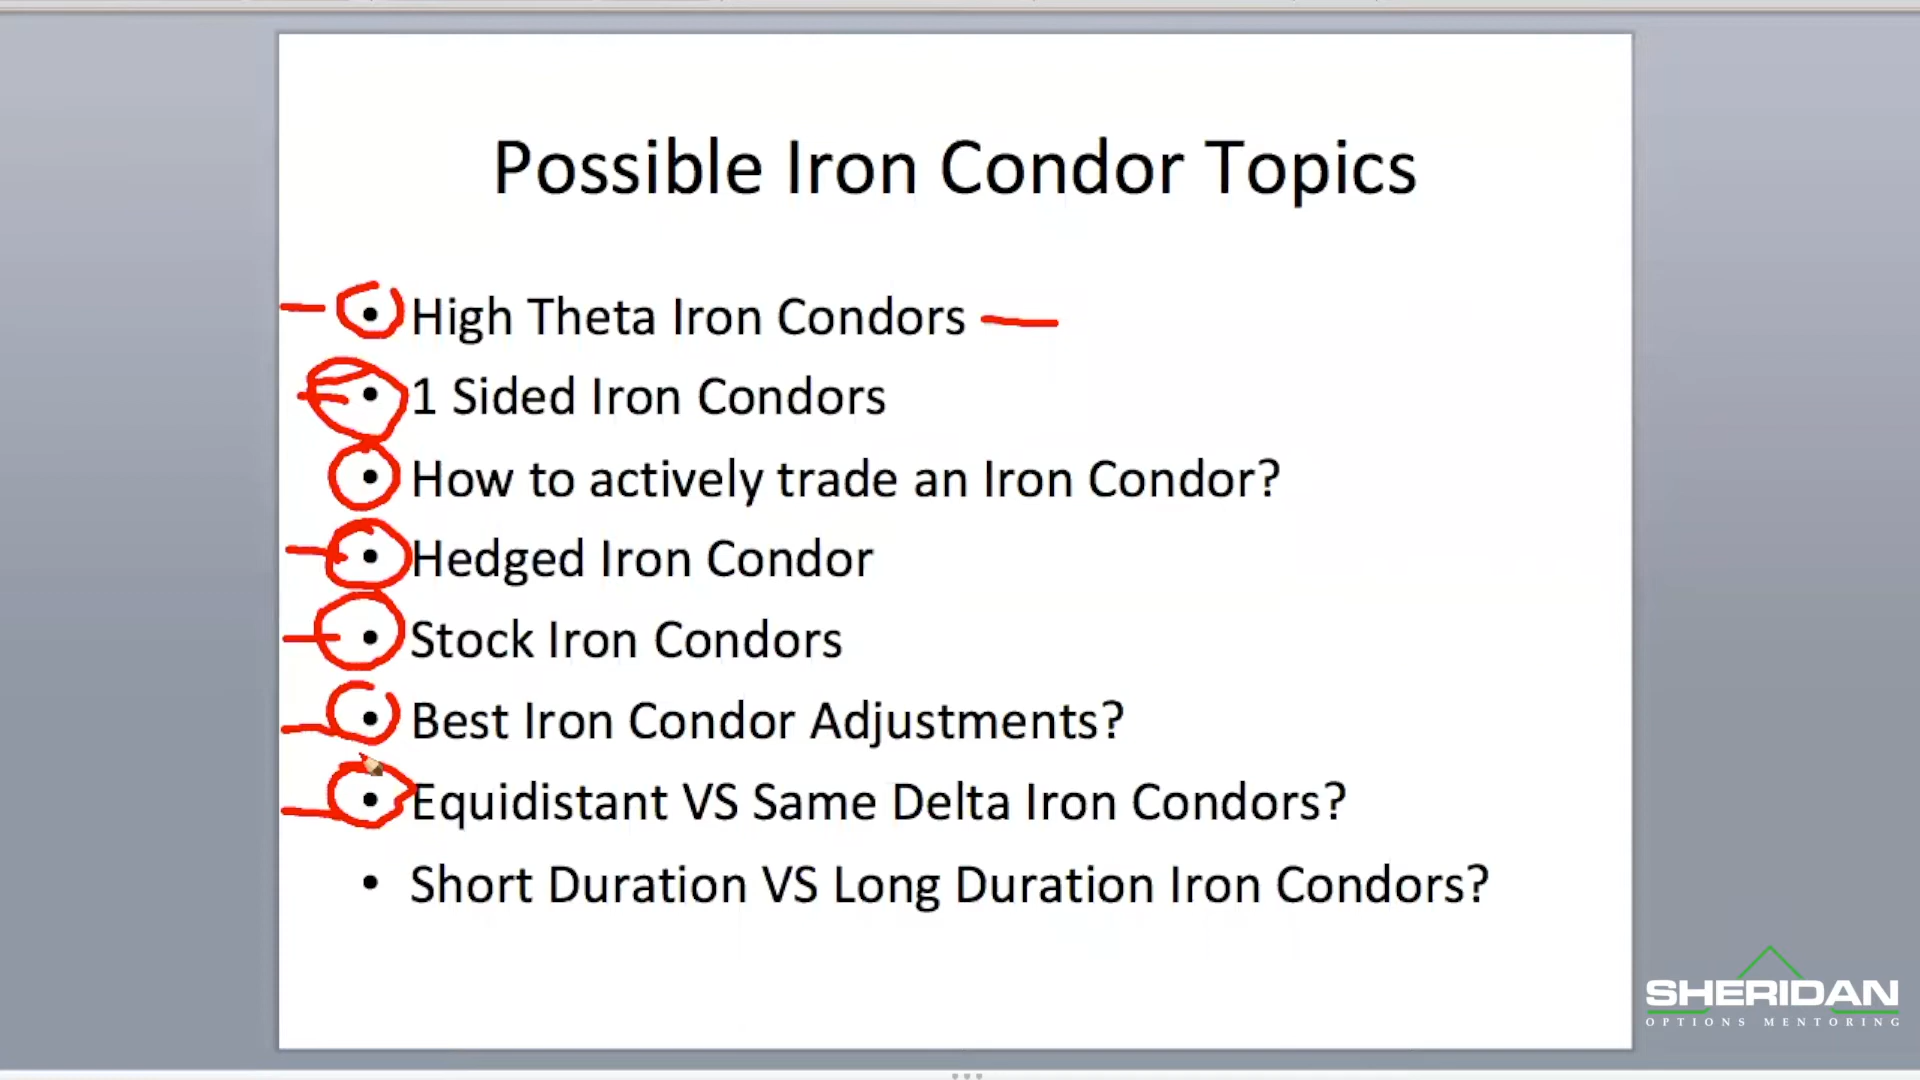 Possible Iron Condor Topics
• High Theta Iron Condors
• 1 Sided Iron Condors
• How to actively trade an Iron Condor?
• Hedged Iron Condor
• Stock Iron Condors
• Best Iron Condor Adjustments?
• Equidistant VS Same Delta Iron Condors?
• Short Duration VS Long Duration Iron Condors?
SHERIDAN
OPTIONS MENTORING